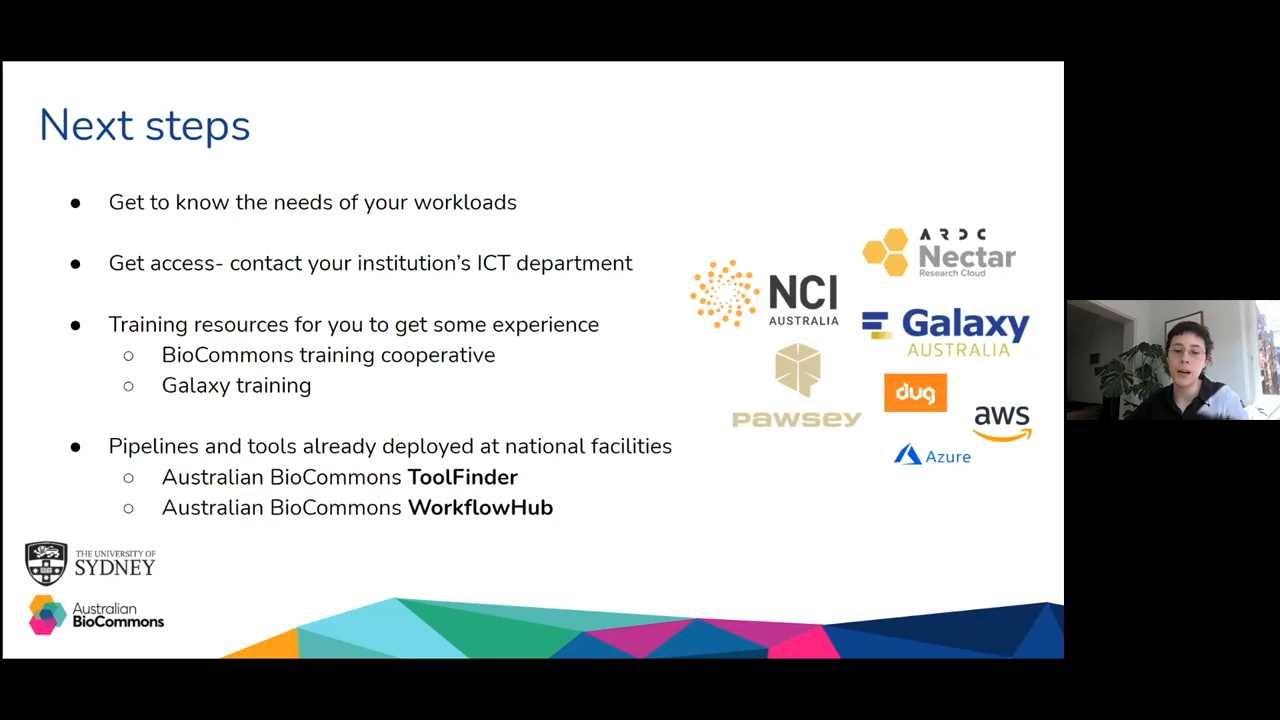 Next steps
● Get to know the needs of your workloads
● Get access- contact your institution's ICT department
● Training resources for you to get some experience
○ BioCommons training cooperative
○ Galaxy training
● Pipelines and tools already deployed at national facilities
○ Australian BioCommons ToolFinder
○ Australian BioCommons WorkflowHub
ARDC
Nectar
Research Cloud
NCI
AUSTRALIA
Galaxy
AUSTRALIA
PAWSEY
dug
aws
Azure
THE UNIVERSITY OF
SYDNEY
Australian
BioCommons